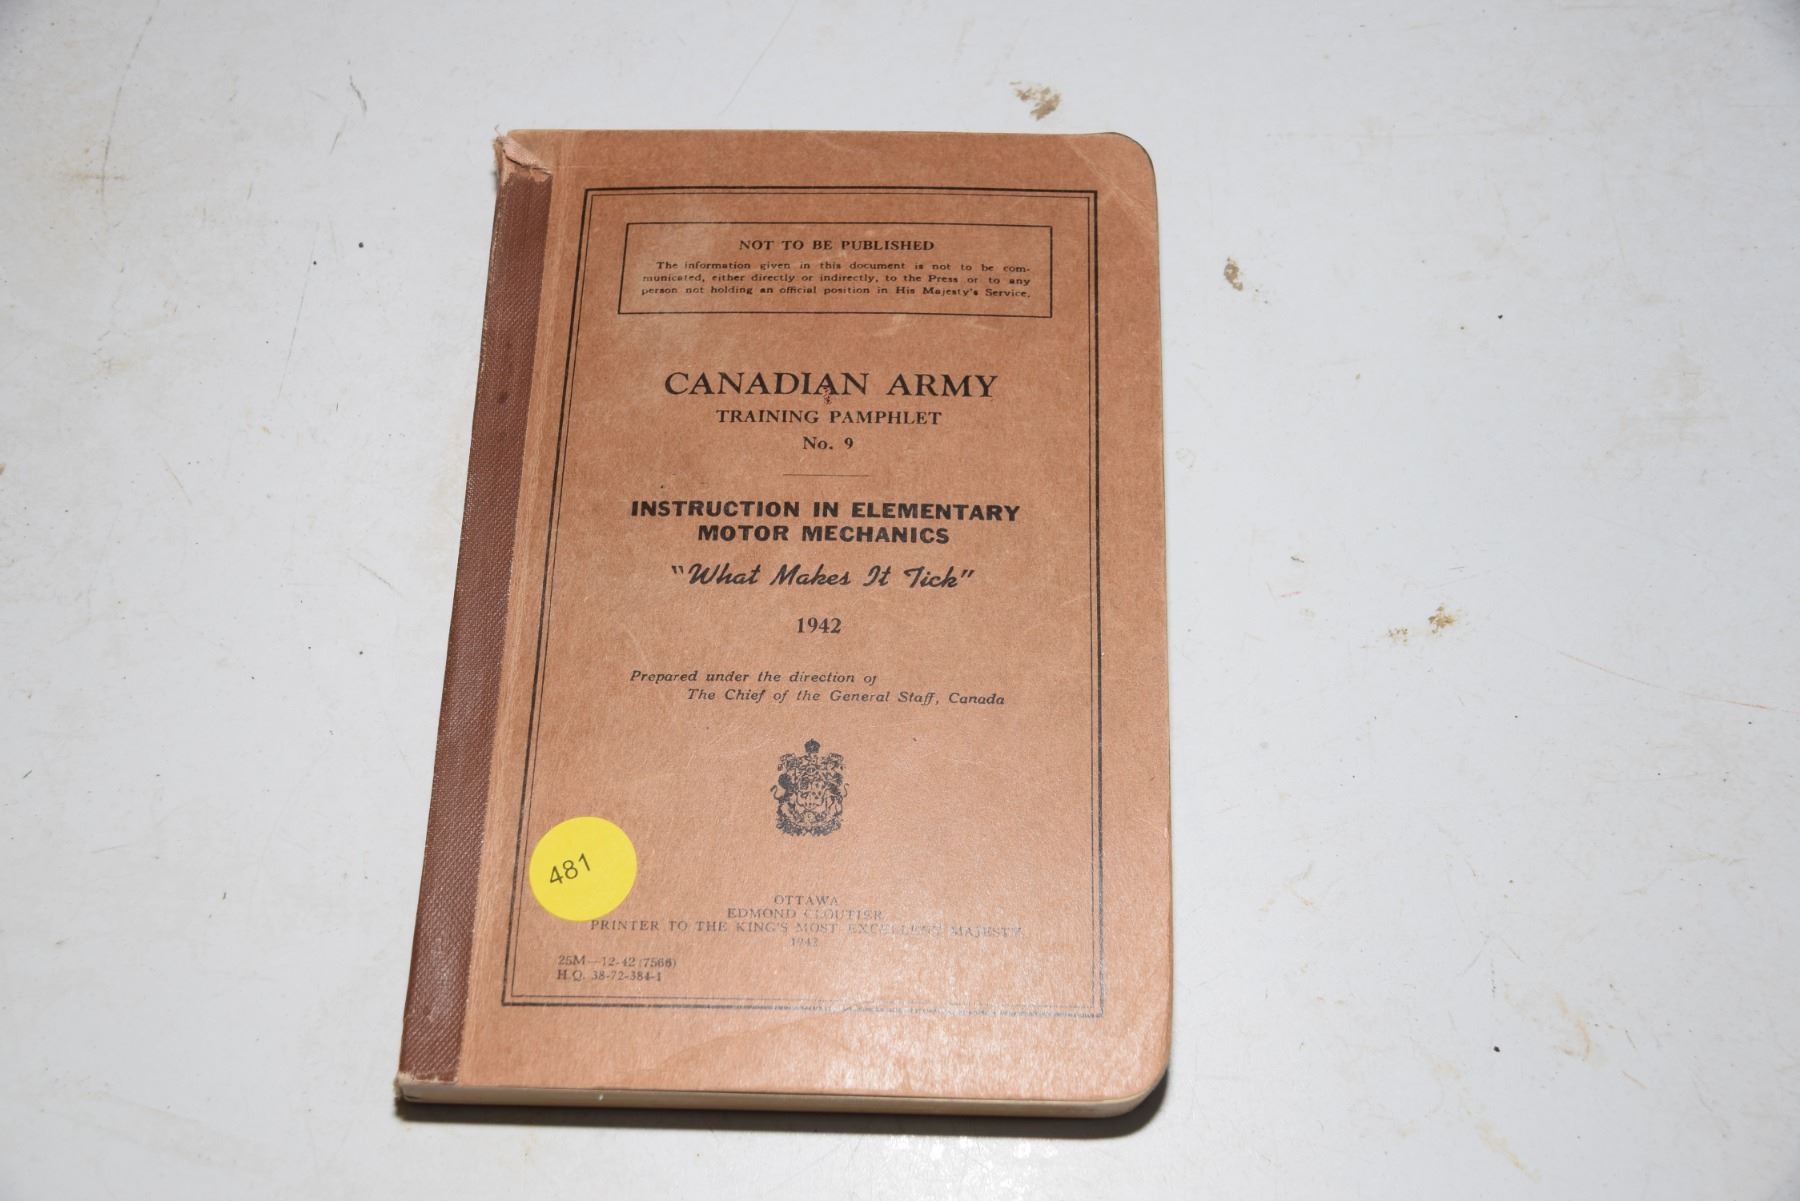 NOT TO BE PUBLISHED
The information given in this document is not to be com-
municated, either directly or indirectly, to the Press or to any
person not holding an official position in His Majesty's Service.
CANADIAN ARMY
TRAINING PAMPHLET
No. 9
INSTRUCTION IN ELEMENTARY
MOTOR MECHANICS
"What Makes It Tick"
1942
Prepared under the direction of
The Chief of the General Staff, Canada
481
OTTAWA
EDMOND CLOUTIER
PRINTER TO THE KING'S MOST EXCELLENT MAJESTY
1942
25M—12-42 (7566)
H.Q. 38-72-384-1